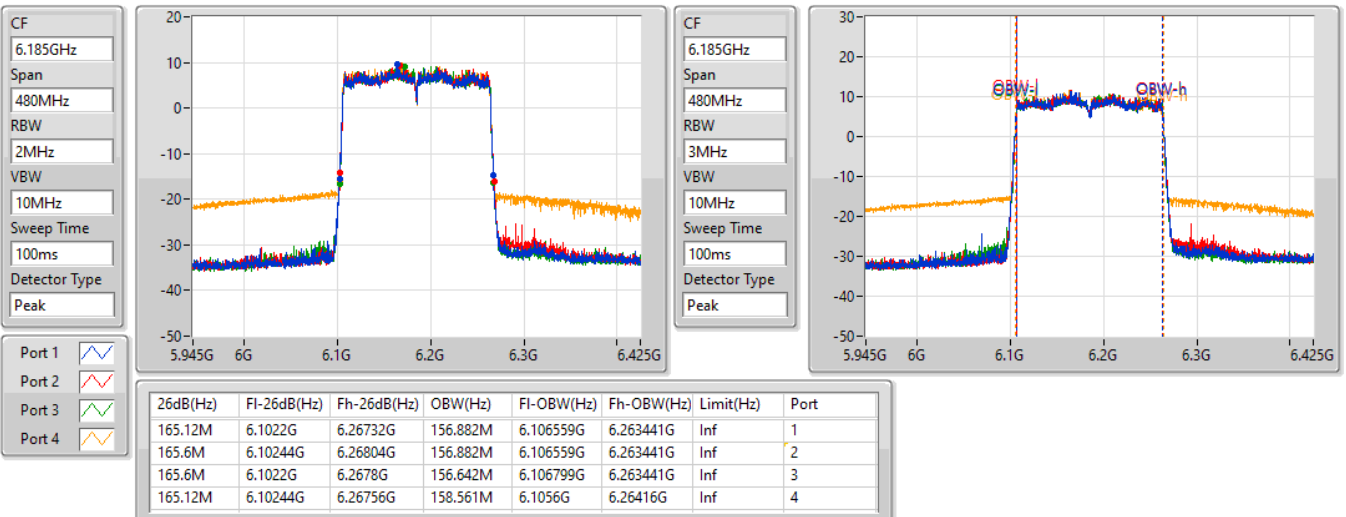 CF
6.185GHz
Span
480MHz
RBW
2MHz
VBW
10MHz
Sweep Time
100ms
Detector Type
Peak
Port 1
Port 2
Port 3
Port 4
20
10
0
-10
-20
-30
-40
-50
5.945G 6G 6.1G 6.2G 6.3G 6.425G
CF
6.185GHz
Span
480MHz
RBW
3MHz
VBW
10MHz
Sweep Time
100ms
Detector Type
Peak
30
20
10
0
-10
-20
-30
-40
-50
OBW-l OBW-h
5.945G 6G 6.1G 6.2G 6.3G 6.425G
26dB(Hz) Fl-26dB(Hz) Fh-26dB(Hz) OBW(Hz) Fl-OBW(Hz) Fh-OBW(Hz) Limit(Hz) Port
165.12M 6.1022G 6.26732G 156.882M 6.106559G 6.263441G Inf 1
165.6M 6.10244G 6.26804G 156.882M 6.106559G 6.263441G Inf 2
165.6M 6.1022G 6.2678G 156.642M 6.106799G 6.263441G Inf 3
165.12M 6.10244G 6.26756G 158.561M 6.1056G 6.26416G Inf 4